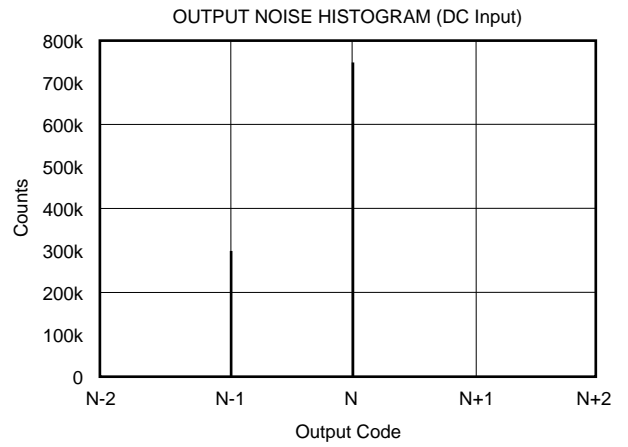 OUTPUT NOISE HISTOGRAM (DC Input)
800k
700k
600k
500k
400k
300k
200k
100k
0
Counts
N-2 N-1 N N+1 N+2
Output Code